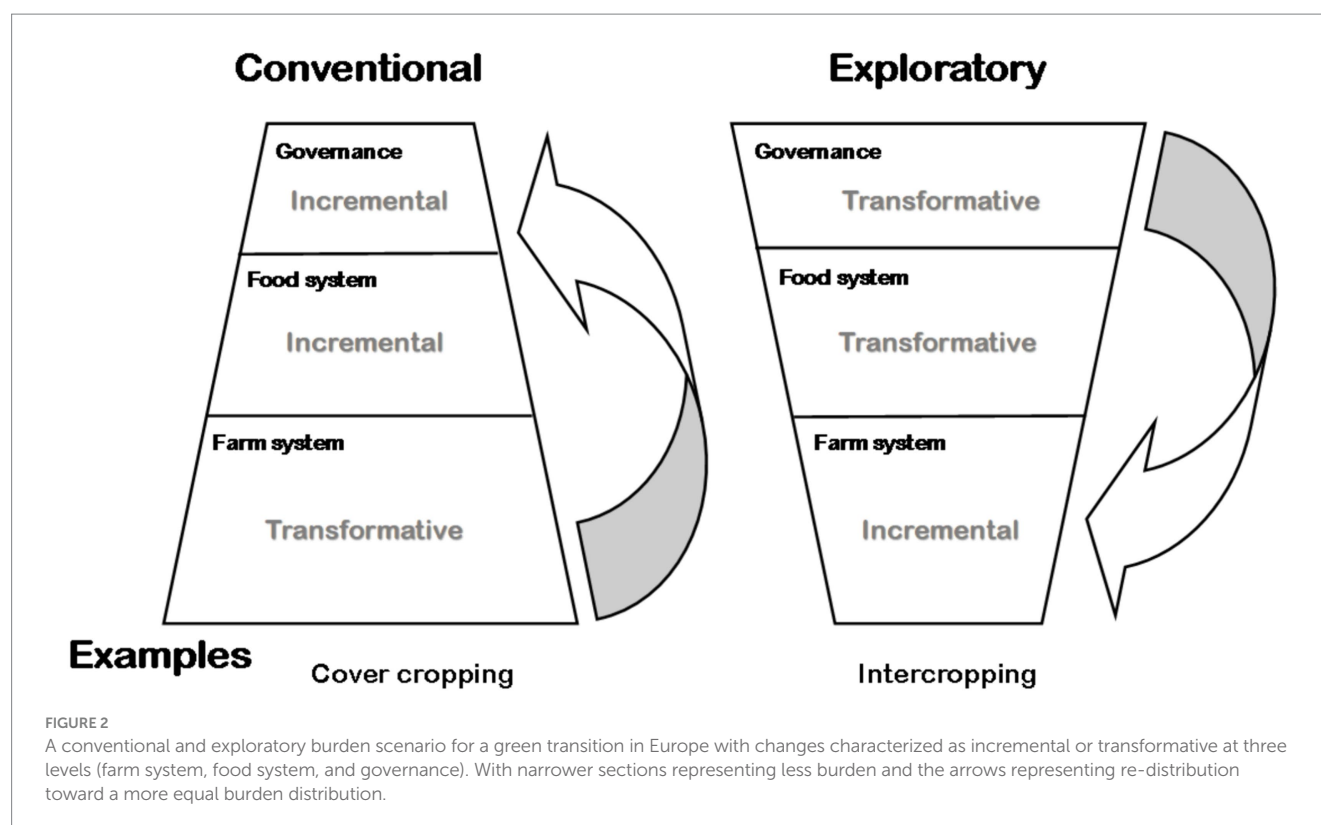 Conventional
Exploratory
Governance
Incremental
Food system
Incremental
Farm system
Transformative
Governance
Transformative
Food system
Transformative
Farm system
Incremental
Examples
Cover cropping
Intercropping
FIGURE 2
A conventional and exploratory burden scenario for a green transition in Europe with changes characterized as incremental or transformative at three
levels (farm system, food system, and governance). With narrower sections representing less burden and the arrows representing re-distribution
toward a more equal burden distribution.